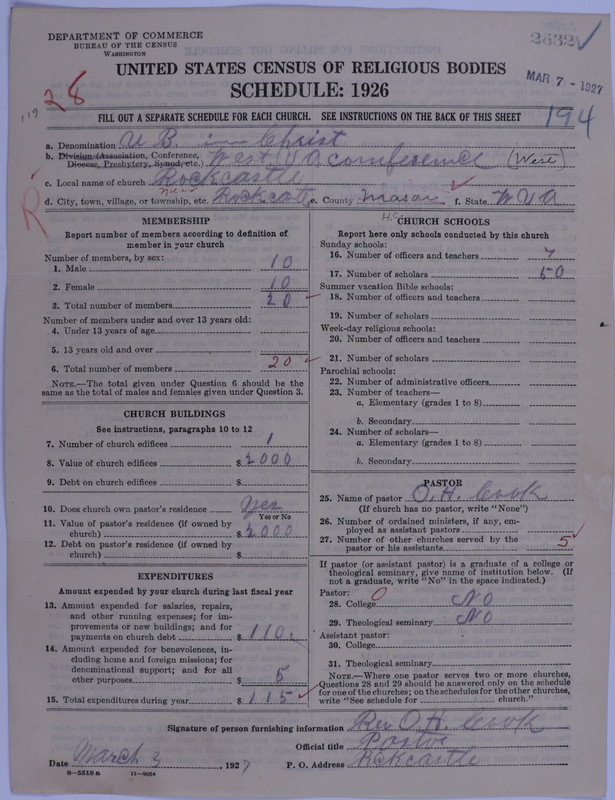 DEPARTMENT OF COMMERCE
BUREAU OF THE CENSUS
WASHINGTON
2632
UNITED STATES CENSUS OF RELIGIOUS BODIES
SCHEDULE: 1926
MAR 7 - 1927
119
28
FILL OUT A SEPARATE SCHEDULE FOR EACH CHURCH. SEE INSTRUCTIONS ON THE BACK OF THIS SHEET
194
a. Denomination U B. in Christ
b. Division (Association, Conference, Diocese, Presbytery, Synod, etc.) West Va conference (West)
c. Local name of church Rockcastle
R
d. City, town, village, or township, etc. near Rockcastle e. County Mason f. State W Va
MEMBERSHIP
Report number of members according to definition of member in your church
Number of members, by sex:
1. Male 10
2. Female 10
3. Total number of members 20
Number of members under and over 13 years old:
4. Under 13 years of age
5. 13 years old and over
6. Total number of members 20
NOTE.—The total given under Question 6 should be the same as the total of males and females given under Question 3.
CHURCH BUILDINGS
See instructions, paragraphs 10 to 12
7. Number of church edifices 1
8. Value of church edifices $2000
9. Debt on church edifices $
10. Does church own pastor's residence Yes
Yes or No
11. Value of pastor's residence (if owned by church) $2000
12. Debt on pastor's residence (if owned by church) $
EXPENDITURES
Amount expended by your church during last fiscal year
13. Amount expended for salaries, repairs, and other running expenses; for improvements or new buildings; and for payments on church debt $110.
14. Amount expended for benevolences, including home and foreign missions; for denominational support; and for all other purposes $5
15. Total expenditures during year $115
CHURCH SCHOOLS
Report here only schools conducted by this church
Sunday schools:
16. Number of officers and teachers 7
17. Number of scholars 50
Summer vacation Bible schools:
18. Number of officers and teachers
19. Number of scholars
Week-day religious schools:
20. Number of officers and teachers
21. Number of scholars
Parochial schools:
22. Number of administrative officers
23. Number of teachers—
a. Elementary (grades 1 to 8)
b. Secondary
24. Number of scholars—
a. Elementary (grades 1 to 8)
b. Secondary
PASTOR
25. Name of pastor O. H. Cook
(If church has no pastor, write "None")
26. Number of ordained ministers, if any, employed as assistant pastors
27. Number of other churches served by the pastor or his assistants 5
If pastor (or assistant pastor) is a graduate of a college or theological seminary, give name of institution below. (If not a graduate, write "No" in the space indicated.)
Pastor: 0
28. College No
29. Theological seminary No
Assistant pastor:
30. College
31. Theological seminary
NOTE.—Where one pastor serves two or more churches, Questions 28 and 29 should be answered only on the schedule for one of the churches; on the schedules for the other churches, write "See schedule for church."
Signature of person furnishing information Rev O. H. Cook
Official title Pastor
Date March 3, 1927
P. O. Address Rockcastle
8—5518 a 11—9054